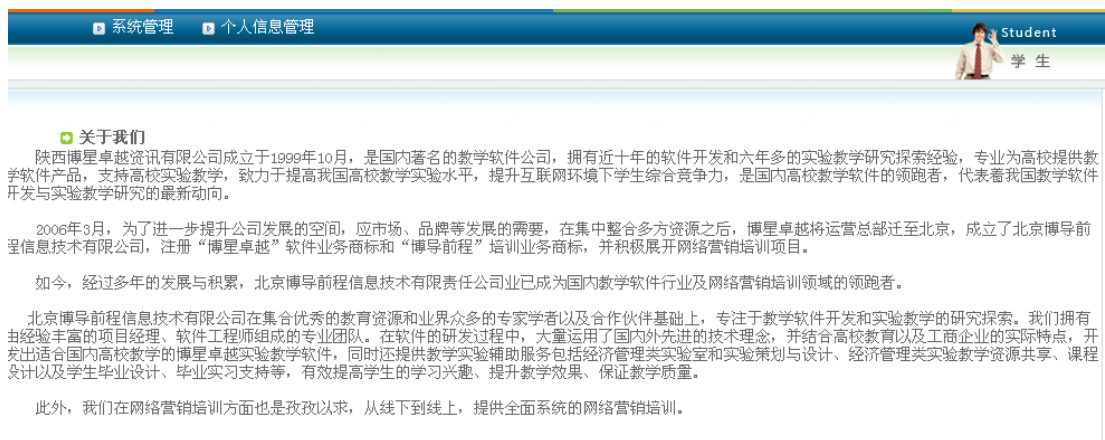 系统管理 个人信息管理
Student
学 生
关于我们
陕西博星卓越资讯有限公司成立于1999年10月，是国内著名的教学软件公司，拥有近十年的软件开发和六年多的实验教学研究探索经验，专业为高校提供教
学软件产品，支持高校实验教学，致力于提高我国高校教学实验水平，提升互联网环境下学生综合竞争力，是国内高校教学软件的领跑者，代表着我国教学软件
开发与实验教学研究的最新动向。
2006年3月，为了进一步提升公司发展的空间，应市场、品牌等发展的需要，在集中整合多方资源之后，博星卓越将运营总部迁至北京，成立了北京博导前
程信息技术有限公司，注册“博星卓越”软件业务商标和“博导前程”培训业务商标，并积极展开网络营销培训项目。
如今，经过多年的发展与积累，北京博导前程信息技术有限责任公司业已成为国内教学软件行业及网络营销培训领域的领跑者。
北京博导前程信息技术有限公司在集合优秀的教育资源和业界众多的专家学者以及合作伙伴基础上，专注于教学软件开发和实验教学的研究探索。我们拥有
由经验丰富的项目经理、软件工程师组成的专业团队。在软件的研发过程中，大量运用了国内外先进的技术理念，并结合高校教育以及工商企业的实际特点，开
发出适合国内高校教学的博星卓越实验教学软件，同时还提供教学实验辅助服务包括经济管理类实验室和实验策划与设计、经济管理类实验教学资源共享、课程
设计以及学生毕业设计、毕业实习支持等，有效提高学生的学习兴趣、提升教学效果、保证教学质量。
此外，我们在网络营销培训方面也是孜孜以求，从线下到线上，提供全面系统的网络营销培训。